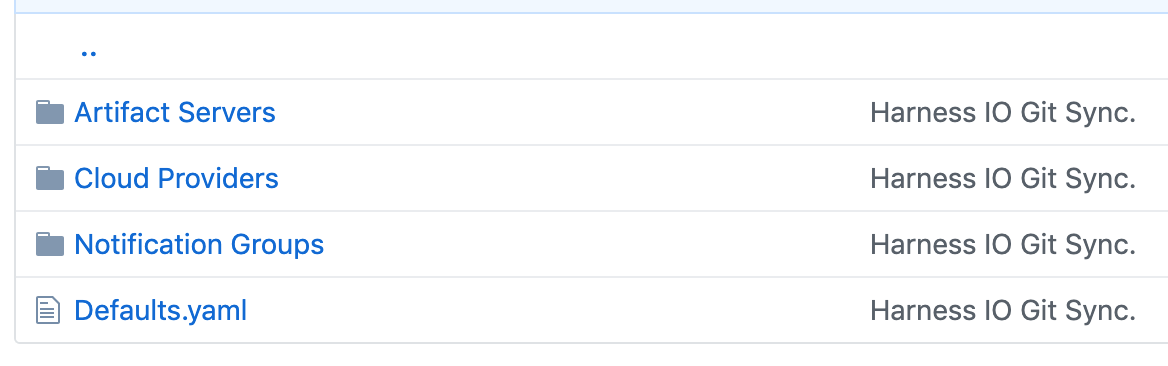 ..
Artifact Servers Harness IO Git Sync.
Cloud Providers Harness IO Git Sync.
Notification Groups Harness IO Git Sync.
Defaults.yaml Harness IO Git Sync.